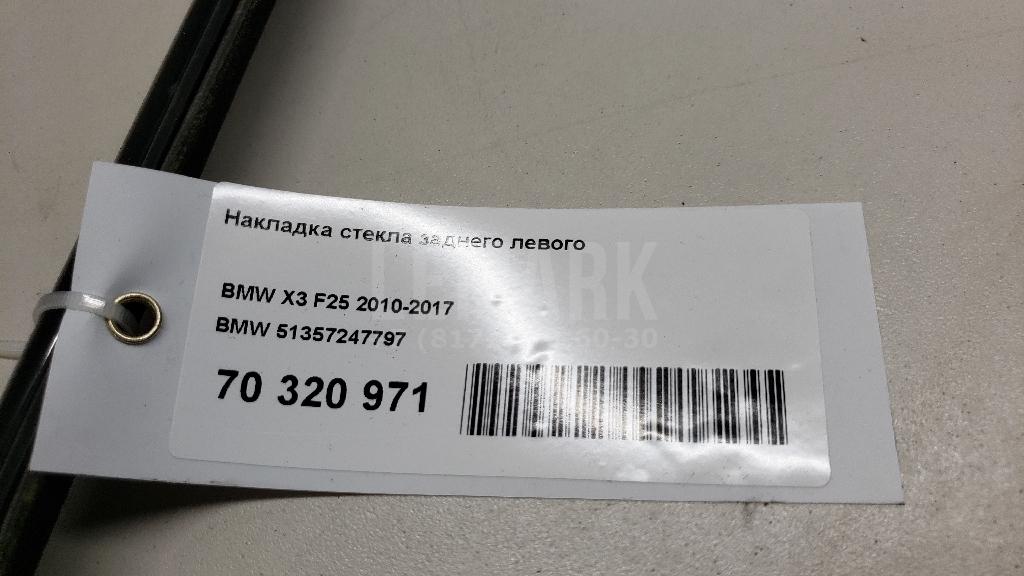 Накладка стекла заднего левого
BMW X3 F25 2010-2017
BMW 51357247797
70 320 971